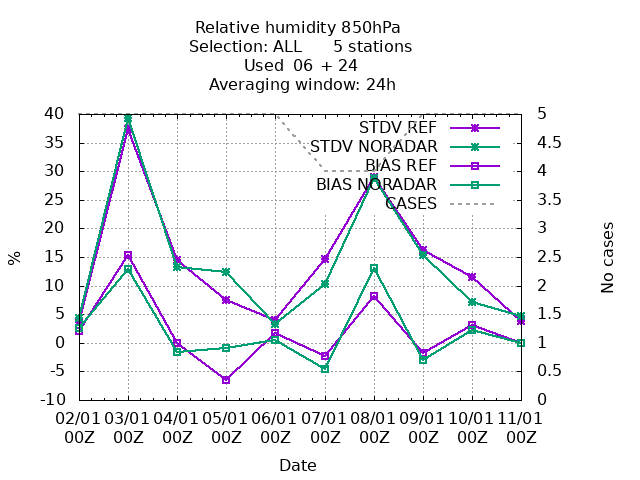 Relative humidity 850hPa
Selection: ALL      5 stations
Used  06 + 24
Averaging window: 24h
40
35
30
25
20
15
10
5
0
-5
-10
%
5
4.5
4
3.5
3
2.5
2
1.5
1
0.5
0
No cases
STDV REF
STDV NORADAR
BIAS REF
BIAS NORADAR
CASES
02/01 03/01 04/01 05/01 06/01 07/01 08/01 09/01 10/01 11/01
00Z 00Z 00Z 00Z 00Z 00Z 00Z 00Z 00Z 00Z
Date